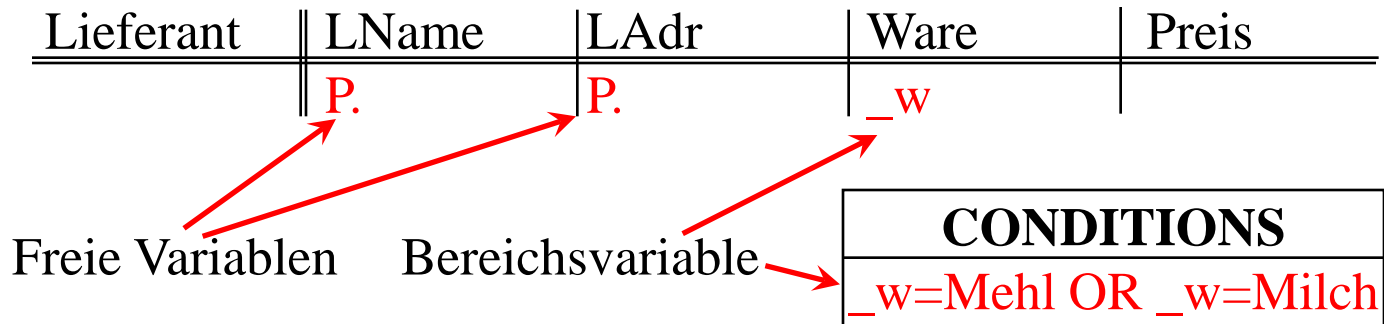 Lieferant LName LAdr Ware Preis
P. P. _w
Freie Variablen Bereichsvariable
CONDITIONS
_w=Mehl OR _w=Milch